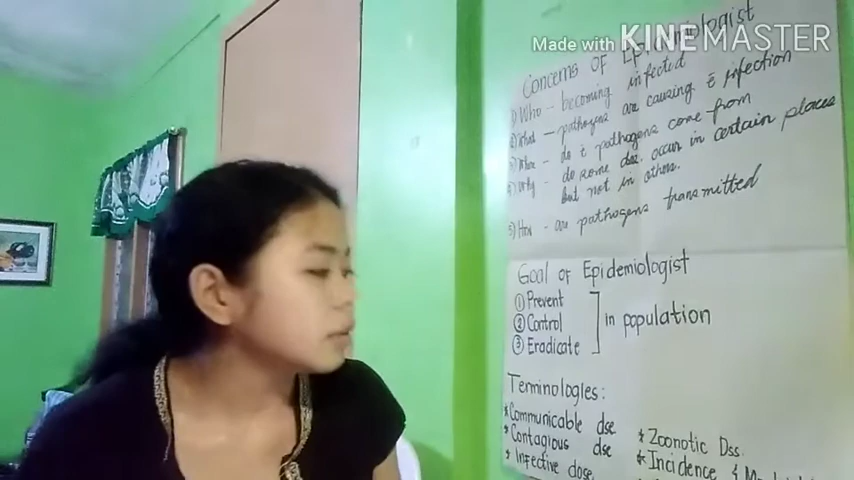 Made with KINEMASTER
Concerns of Epidemiologist
1) Who - becoming infected
2) What - pathogens are causing c̄ infection
3) Where - do c̄ pathogens come from
4) Why - do some dse. occur in certain places
but not in others.
5) How - are pathogens transmitted
Goal of Epidemiologist
1 Prevent
2 Control
3 Eradicate
in population
Terminologies:
* Communicable dse
* Contagious dse
* Infective dose
* Zoonotic Dss.
* Incidence &